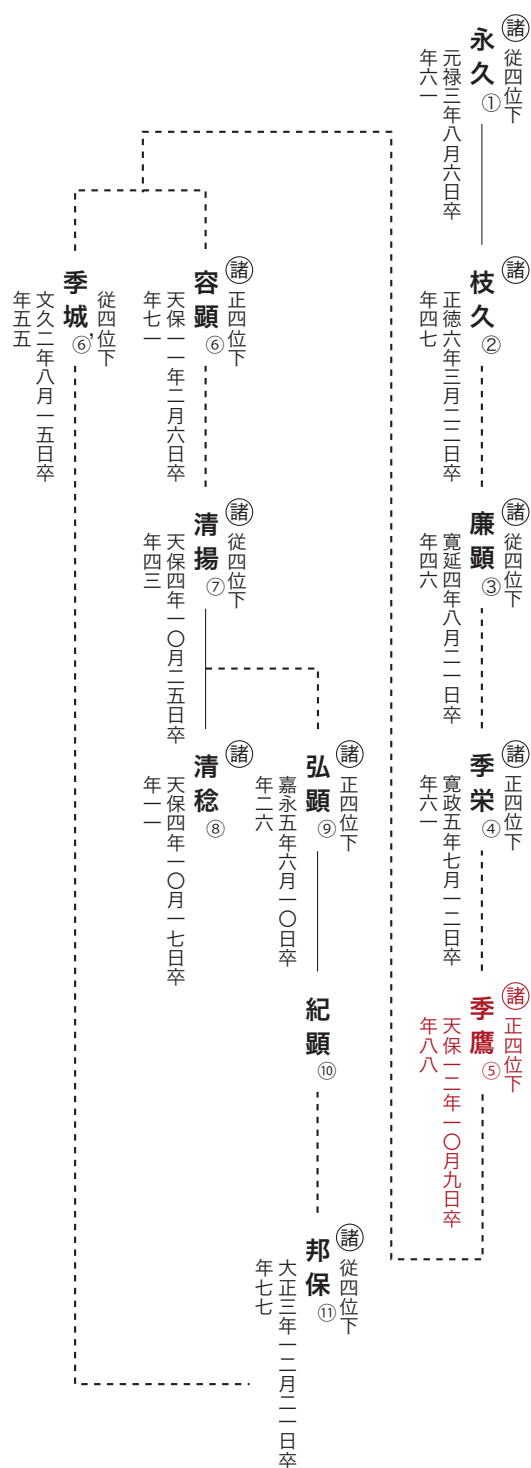 ㊢諸 従四位下
永久①
元禄三年八月六日卒
年六一
諸 従四位下
枝久②
正徳六年三月二二日卒
年四七
諸 従四位下
廉顕③
寛延四年八月二一日卒
年四六
諸 正四位下
季栄④
寛政五年七月一二日卒
年六一
諸 正四位下
季鷹⑤
天保一二年一〇月九日卒
年八八
諸 正四位下
容顕⑥
天保一一年二月六日卒
年七一
諸 従四位下
清揚⑦
天保四年一〇月二五日卒
年四三
諸 正四位下
弘顕⑨
嘉永五年六月一〇日卒
年二六
紀顕⑩
諸 従四位下
邦保⑪
大正三年一二月二一日卒
年七七
諸
清稔⑧
天保四年一〇月一七日卒
年一一
従四位下
季城⑥’
文久二年八月一五日卒
年五五